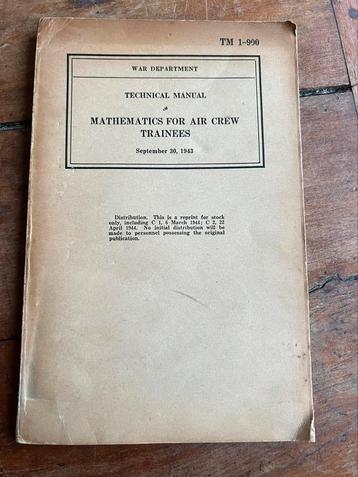 TM 1-900
WAR DEPARTMENT
TECHNICAL MANUAL
MATHEMATICS FOR AIR CREW
TRAINEES
September 30, 1943
Distribution. This is a reprint for stock
only, including C 1, 6 March 1944; C 2, 22
April 1944. No initial distribution will be
made to personnel possessing the original
publication.